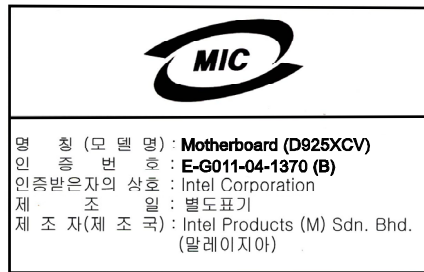 MIC
명 칭 (모 델 명) : Motherboard (D925XCV)
인 증 번 호 : E-G011-04-1370 (B)
인증받은자의 상호 : Intel Corporation
제 조 일 : 별도표기
제 조 자(제 조 국) : Intel Products (M) Sdn. Bhd.
(말레이지아)